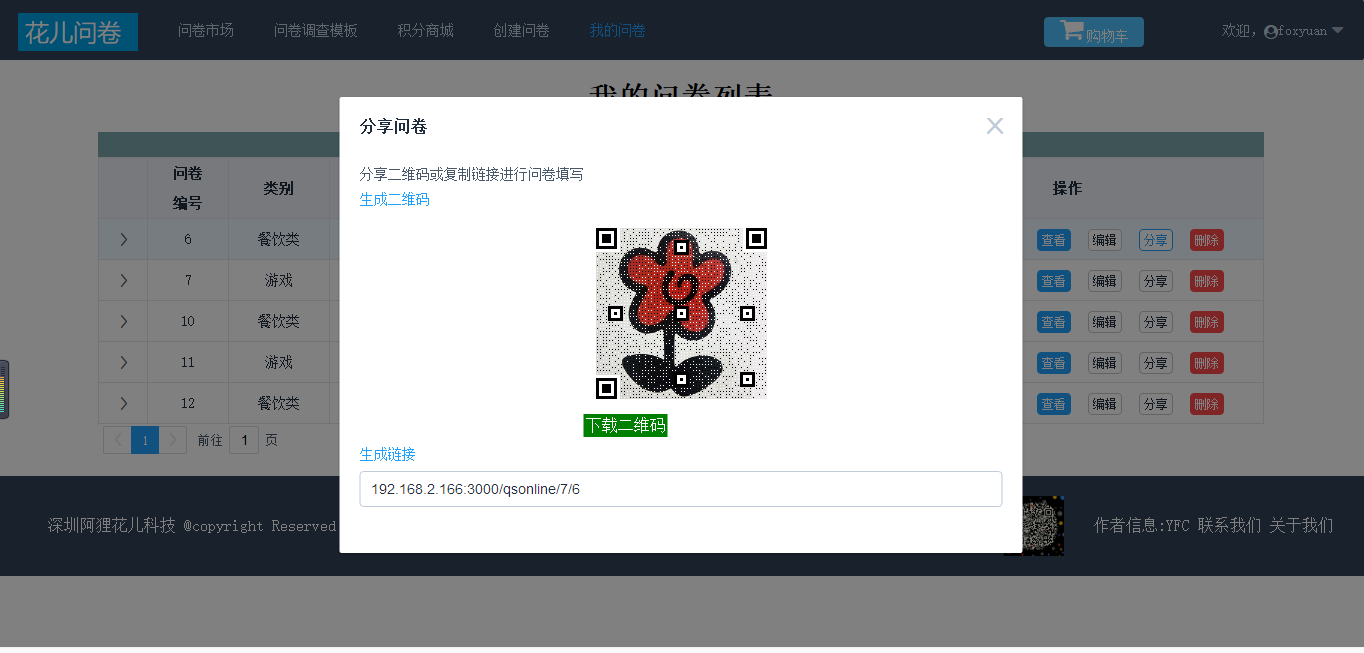 花儿问卷 问卷市场 问卷调查模板 积分商城 创建问卷 我的问卷 购物车 欢迎, foxyuan
我的问卷列表
分享问卷
分享二维码或复制链接进行问卷填写
生成二维码
下载二维码
生成链接
192.168.2.166:3000/qsonline/7/6
问卷
编号 类别 操作
6 餐饮类 查看 编辑 分享 删除
7 游戏 查看 编辑 分享 删除
10 餐饮类 查看 编辑 分享 删除
11 游戏 查看 编辑 分享 删除
12 餐饮类 查看 编辑 分享 删除
1 前往 1 页
深圳阿狸花儿科技 @copyright Reserved 作者信息:YFC 联系我们 关于我们